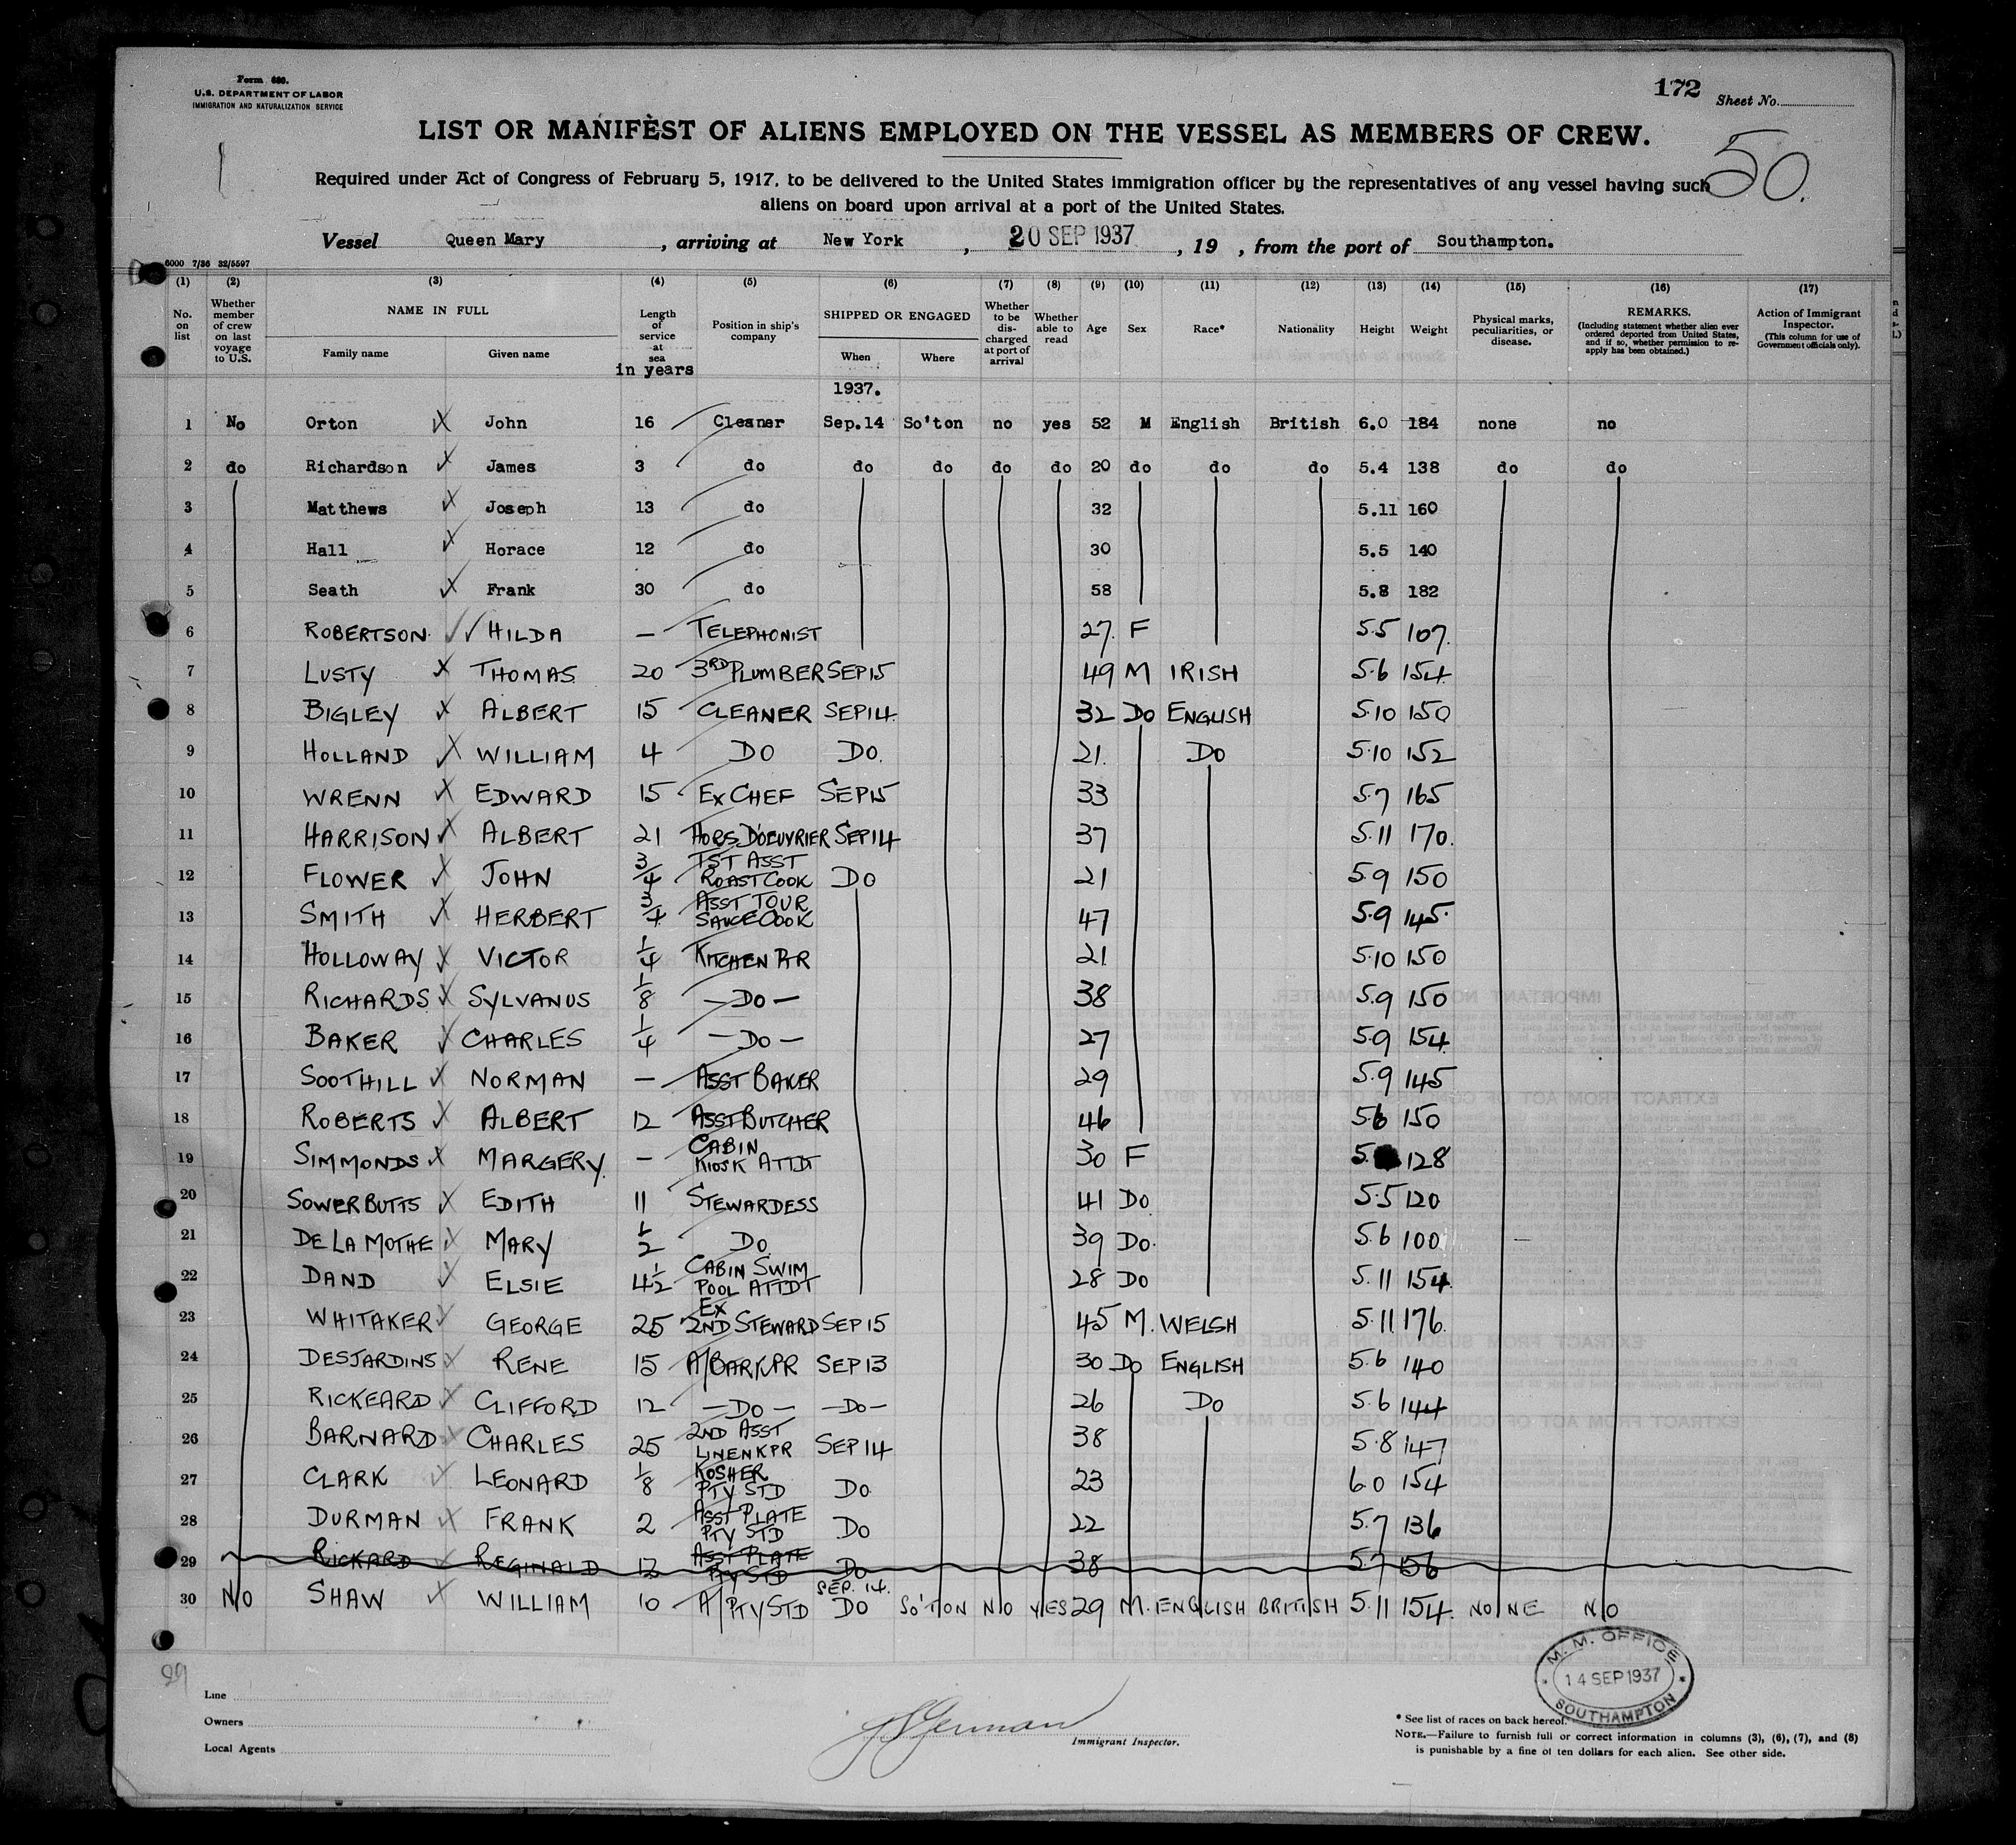 Form 680.
U.S. DEPARTMENT OF LABOR
IMMIGRATION AND NATURALIZATION SERVICE
172 Sheet No.
LIST OR MANIFEST OF ALIENS EMPLOYED ON THE VESSEL AS MEMBERS OF CREW.
50.
Required under Act of Congress of February 5, 1917, to be delivered to the United States immigration officer by the representatives of any vessel having such
aliens on board upon arrival at a port of the United States.
Vessel Queen Mary, arriving at New York, 20 SEP 1937, 19 , from the port of Southampton.
6000 7/36 32/5597
(1) (2) (3) (4) (5) (6) (7) (8) (9) (10) (11) (12) (13) (14) (15) (16) (17)
No. on list Whether member of crew on last voyage to U.S. NAME IN FULL Family name Given name Length of service at sea in years Position in ship's company SHIPPED OR ENGAGED When Where Whether to be discharged at port of arrival Whether able to read Age Sex Race* Nationality Height Weight Physical marks, peculiarities, or disease. REMARKS. (Including statement whether alien ever ordered deported from United States, and if so, whether permission to reapply has been obtained.) Action of Immigrant Inspector. (This column for use of Government officials only).
1937.
1 No Orton John 16 Cleaner Sep.14 So'ton no yes 52 M English British 6.0 184 none no
2 do Richardson James 3 do do do do do 20 do do do 5.4 138 do do
3 Matthews Joseph 13 do 32 5.11 160
4 Hall Horace 12 do 30 5.5 140
5 Seath Frank 30 do 58 5.8 182
6 ROBERTSON HILDA — TELEPHONIST 27 F 5.5 107.
7 LUSTY THOMAS 20 3RD PLUMBER SEP15 49 M IRISH 5.6 154
8 BIGLEY ALBERT 15 CLEANER SEP14 32 DO ENGLISH 5.10 150
9 HOLLAND WILLIAM 4 DO DO. 21. DO 5.10 152
10 WRENN EDWARD 15 EX CHEF SEP15 33 5.7 165
11 HARRISON ALBERT 21 HORS D'OEUVRIER SEP14 37 5.11 170.
12 FLOWER JOHN 3/4 1ST ASST ROAST COOK DO 21 5.9 150
13 SMITH HERBERT 3/4 ASST TOUR SAUCE COOK 47 5.9 145
14 HOLLOWAY VICTOR 1/4 KITCHEN PTR 21 5.10 150
15 RICHARDS SYLVANUS 1/8 — DO — 38 5.9 150
16 BAKER CHARLES 1/4 — DO — 27 5.9 154
17 SOOTHILL NORMAN — ASST BAKER 29 5.9 145
18 ROBERTS ALBERT 12 ASST BUTCHER 46 5.6 150
19 SIMMONDS MARGERY. — CABIN KIOSK ATTDT 30 F 5. 128
20 SOWERBUTTS EDITH 11 STEWARDESS 41 DO 5.5 120
21 DE LA MOTHE MARY 1/2 DO 39 DO. 5.6 100
22 DAND ELSIE 4 1/2 CABIN SWIM POOL ATTDT 28 DO 5.11 154
23 WHITAKER GEORGE 25 EX 2ND STEWARD SEP 15 45 M. WELSH 5.11 176.
24 DESJARDINS RENE 15 A/BARKPR SEP13 30 DO ENGLISH 5.6 140
25 RICKEARD CLIFFORD 12 — DO — — DO — 26 DO 5.6 144
26 BARNARD CHARLES 25 2ND ASST LINENKPR SEP14 38 5.8 147
27 CLARK LEONARD 1/8 KOSHER PTY STD DO 23 6.0 154
28 DURMAN FRANK 2 ASST PLATE PTY STD DO 22 5.7 136
29 RICKARD REGINALD 12 ASST PLATE PTY STD DO 38 5.7 156
30 NO SHAW WILLIAM 10 A/PTY STD SEP. 14. DO SO'TON NO YES 29 M. ENGLISH BRITISH 5.11 154. NONE NO
29
Line
Owners
Local Agents
Immigrant Inspector.
M. M. OFFICE
14 SEP 1937
SOUTHAMPTON
* See list of races on back hereof.
NOTE.—Failure to furnish full or correct information in columns (3), (6), (7), and (8)
is punishable by a fine of ten dollars for each alien. See other side.